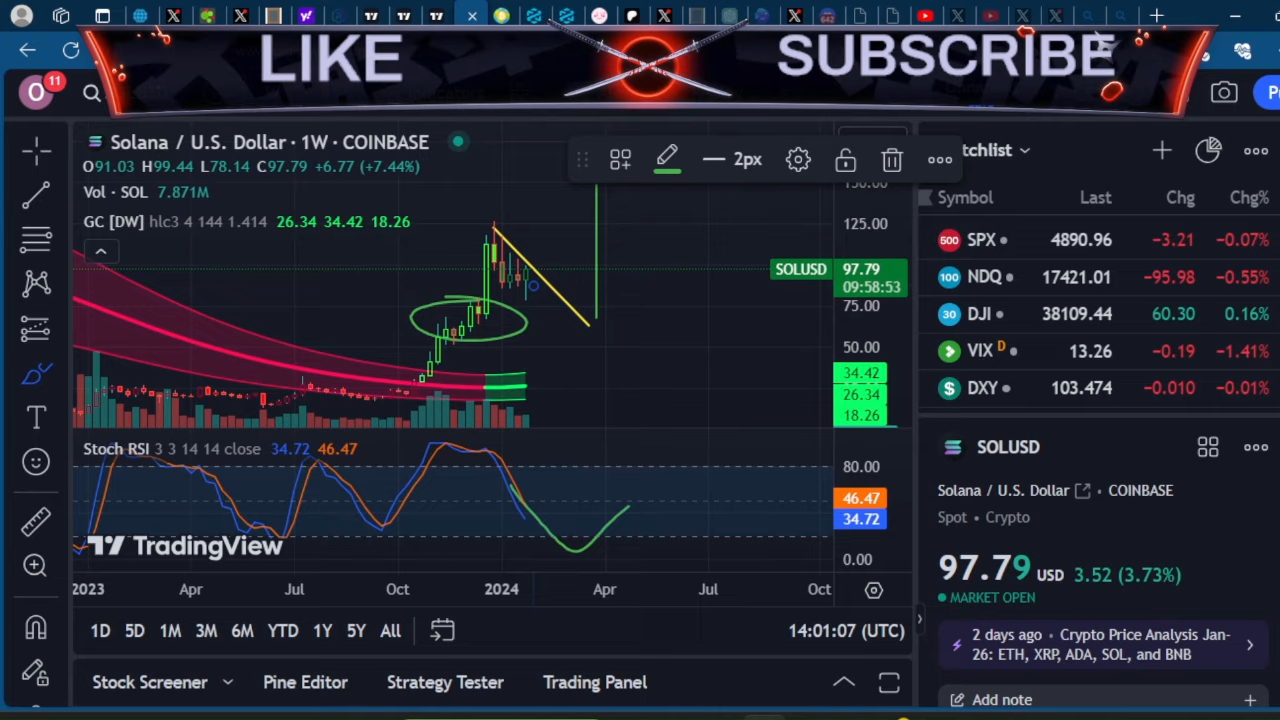 LIKE
SUBSCRIBE
O
11
642
Solana / U.S. Dollar · 1W · COINBASE
O91.03 H99.44 L78.14 C97.79 +6.77 (+7.44%)
Vol · SOL 7.871M
GC [DW] hlc3 4 144 1.414 26.34 34.42 18.26
2px
150.00
125.00
SOLUSD 97.79
09:58:53
75.00
50.00
34.42
26.34
18.26
Stoch RSI 3 3 14 14 close 34.72 46.47
80.00
46.47
34.72
0.00
TradingView
2023 Apr Jul Oct 2024 Apr Jul Oct
1D 5D 1M 3M 6M YTD 1Y 5Y All
14:01:07 (UTC)
Stock Screener Pine Editor Strategy Tester Trading Panel
Symbol Last Chg Chg%
500 SPX 4890.96 −3.21 −0.07%
100 NDQ 17421.01 −95.98 −0.55%
30 DJI 38109.44 60.30 0.16%
VIX D 13.26 −0.19 −1.41%
$ DXY 103.474 −0.010 −0.01%
SOLUSD
Solana / U.S. Dollar · COINBASE
Spot · Crypto
97.79 USD 3.52 (3.73%)
MARKET OPEN
2 days ago · Crypto Price Analysis Jan-
26: ETH, XRP, ADA, SOL, and BNB
Add note